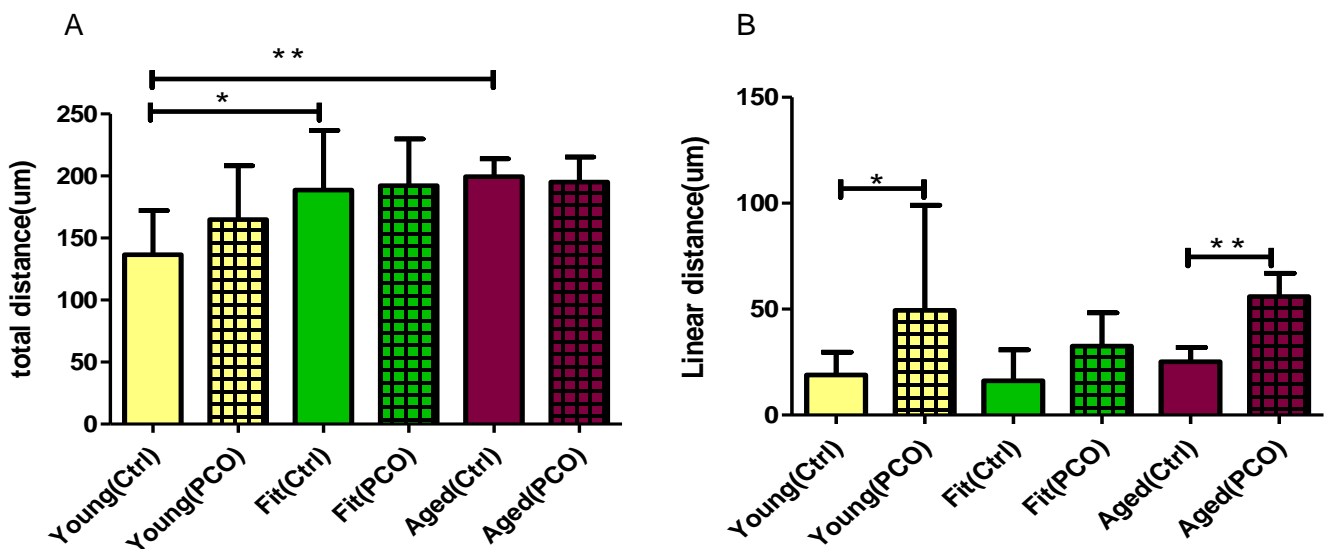 A
B
* *
*
250
200
150
100
50
0
total distance(um)
Young(Ctrl)
Young(PCO)
Fit(Ctrl)
Fit(PCO)
Aged(Ctrl)
Aged(PCO)
150
100
50
0
Linear distance(um)
*
* *
Young(Ctrl)
Young(PCO)
Fit(Ctrl)
Fit(PCO)
Aged(Ctrl)
Aged(PCO)